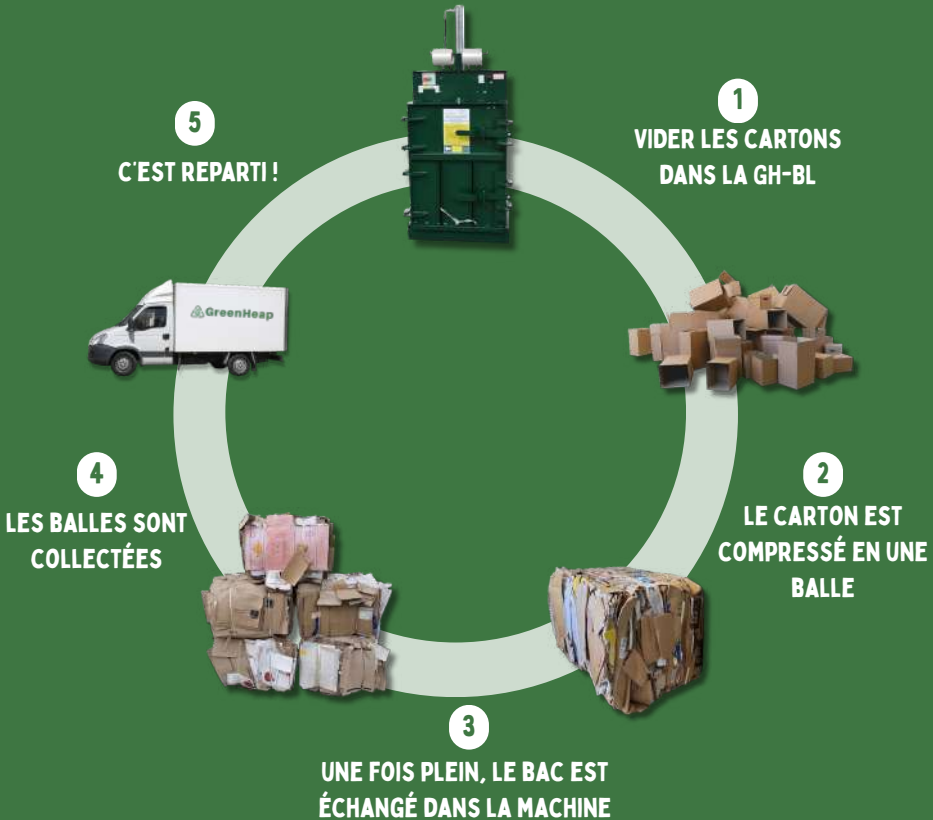 1
VIDER LES CARTONS
DANS LA GH-BL
2
LE CARTON EST
COMPRESSÉ EN UNE
BALLE
3
UNE FOIS PLEIN, LE BAC EST
ÉCHANGÉ DANS LA MACHINE
4
LES BALLES SONT
COLLECTÉES
5
C'EST REPARTI !
GreenHeap